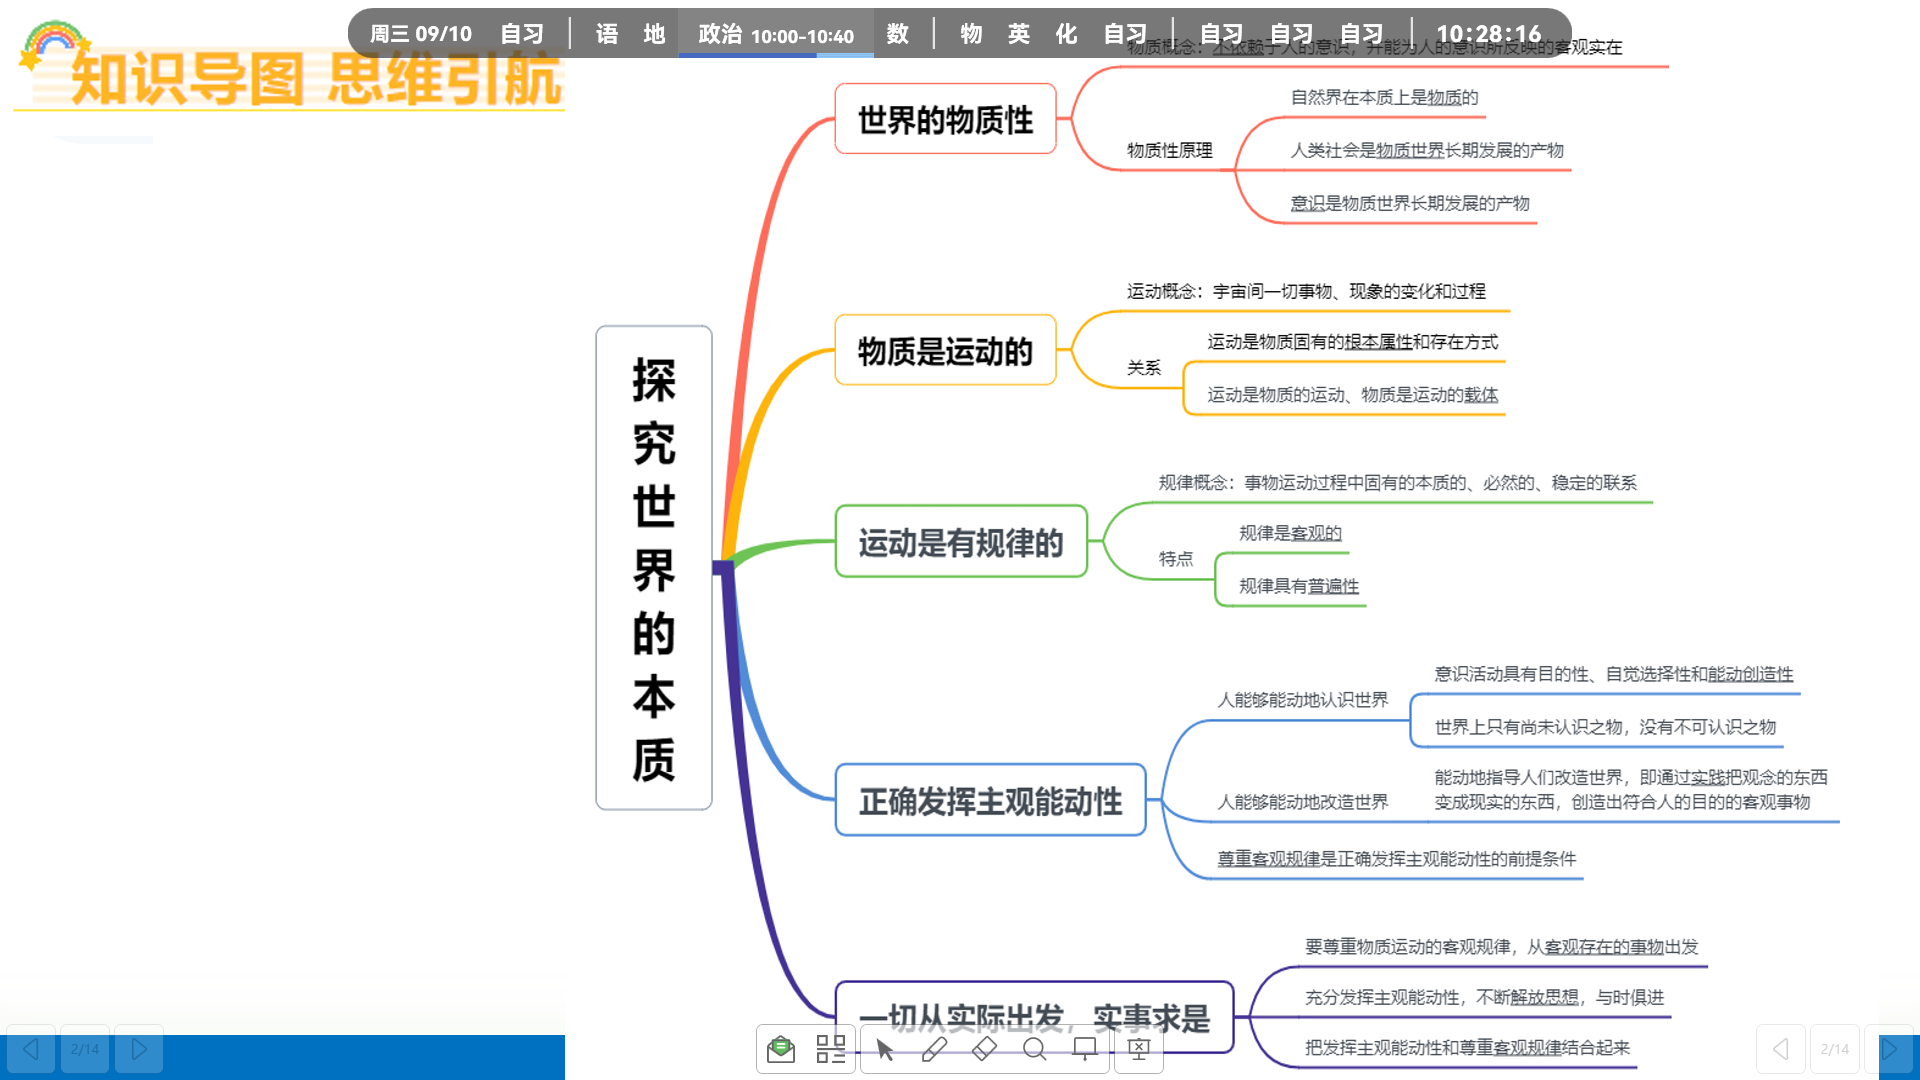 周三 09/10 自习 语 地 政治 10:00-10:40 数 物 英 化 自习 自习 自习 自习 10:28:16
知识导图 思维引航
探究世界的本质
世界的物质性
物质概念：不依赖于人的意识，并能为人的意识所反映的客观实在
物质性原理
自然界在本质上是物质的
人类社会是物质世界长期发展的产物
意识是物质世界长期发展的产物
物质是运动的
运动概念：宇宙间一切事物、现象的变化和过程
关系
运动是物质固有的根本属性和存在方式
运动是物质的运动、物质是运动的载体
运动是有规律的
规律概念：事物运动过程中固有的本质的、必然的、稳定的联系
特点
规律是客观的
规律具有普遍性
正确发挥主观能动性
人能够能动地认识世界
意识活动具有目的性、自觉选择性和能动创造性
世界上只有尚未认识之物，没有不可认识之物
人能够能动地改造世界
能动地指导人们改造世界，即通过实践把观念的东西
变成现实的东西，创造出符合人的目的的客观事物
尊重客观规律是正确发挥主观能动性的前提条件
一切从实际出发，实事求是
要尊重物质运动的客观规律，从客观存在的事物出发
充分发挥主观能动性，不断解放思想，与时俱进
把发挥主观能动性和尊重客观规律结合起来
2/14
2/14